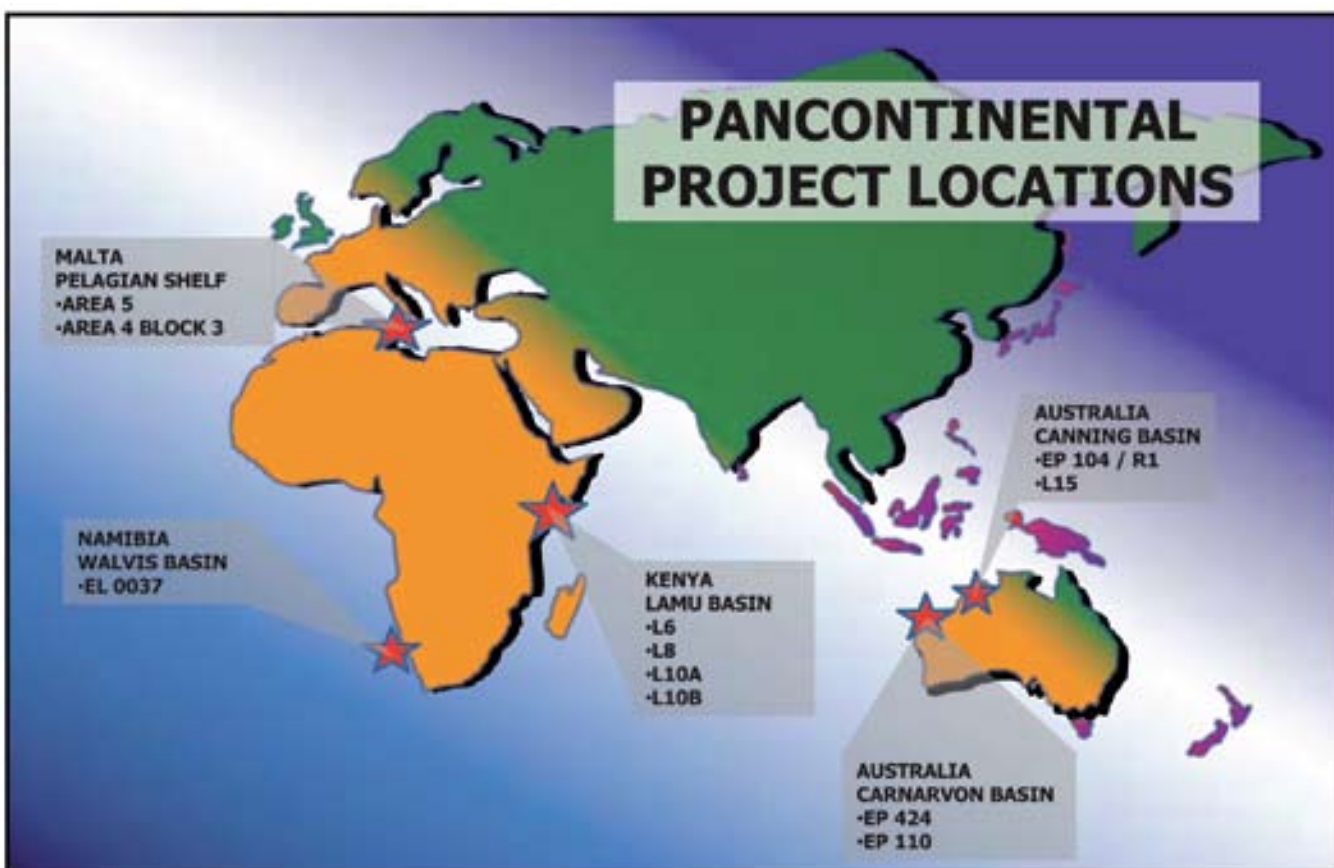 PANCONTINENTAL
PROJECT LOCATIONS
MALTA
PELAGIAN SHELF
•AREA 5
•AREA 4 BLOCK 3
AUSTRALIA
CANNING BASIN
•EP 104 / R1
•L15
NAMIBIA
WALVIS BASIN
•EL 0037
KENYA
LAMU BASIN
•L6
•L8
•L10A
•L10B
AUSTRALIA
CARNARVON BASIN
•EP 424
•EP 110